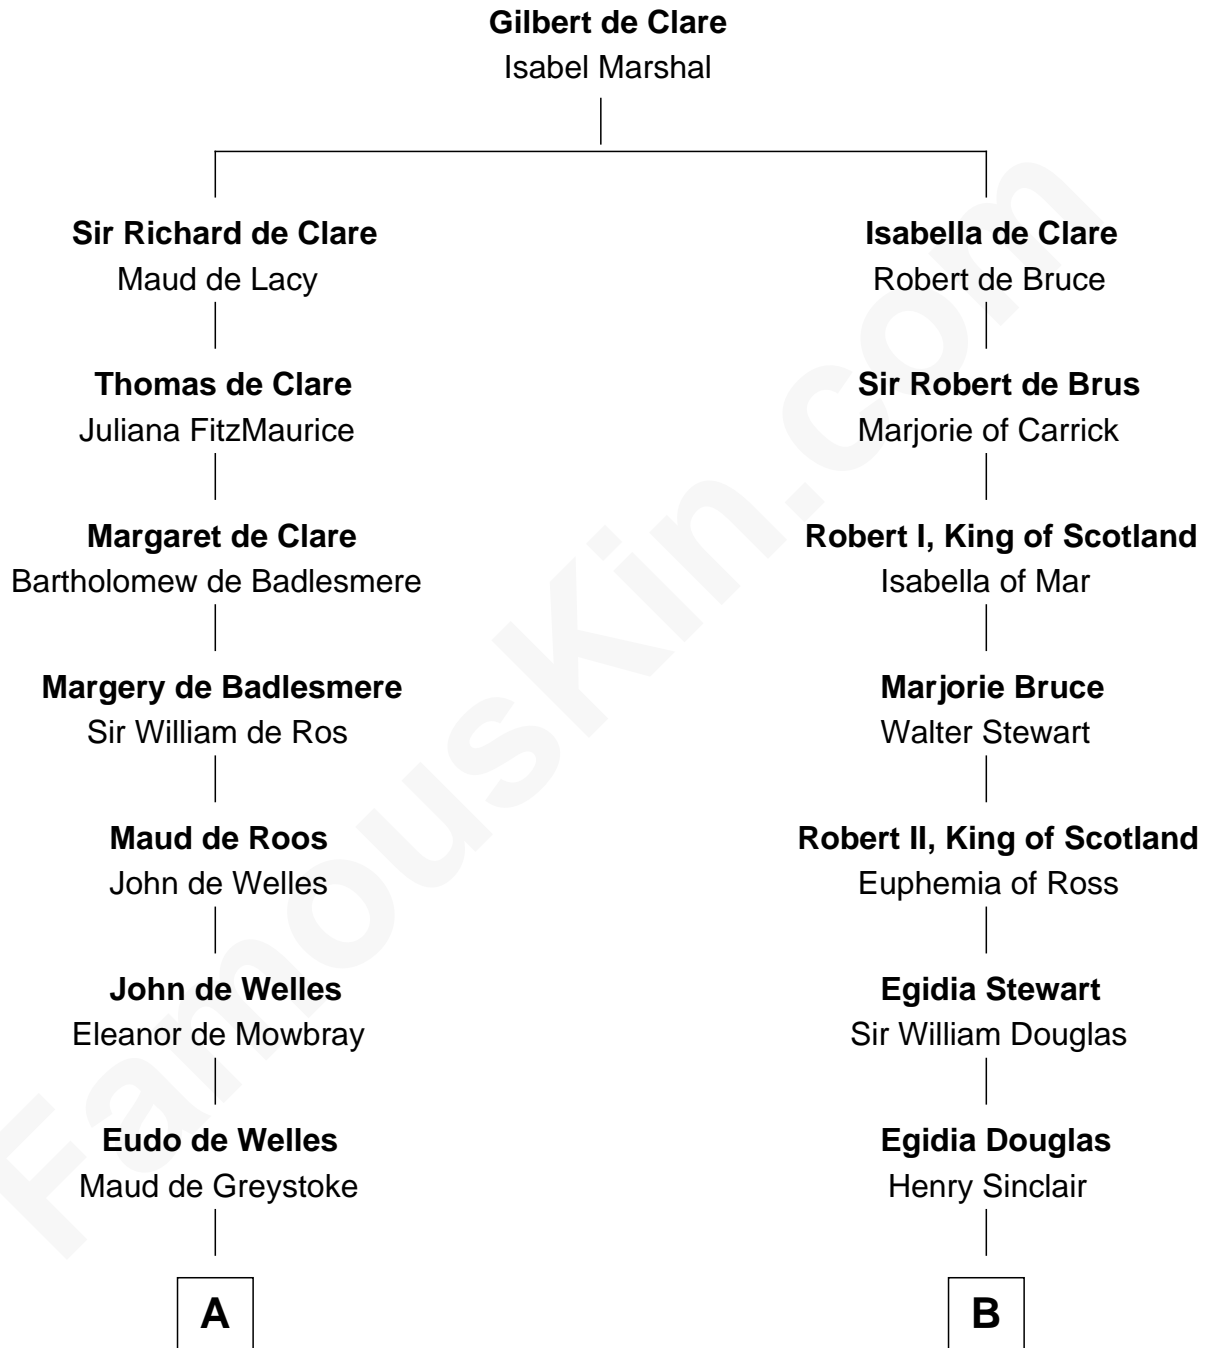 Gilbert de Clare
Isabel Marshal
Sir Richard de Clare
Maud de Lacy
Thomas de Clare
Juliana FitzMaurice
Margaret de Clare
Bartholomew de Badlesmere
Margery de Badlesmere
Sir William de Ros
Maud de Roos
John de Welles
John de Welles
Eleanor de Mowbray
Eudo de Welles
Maud de Greystoke
A
Isabella de Clare
Robert de Bruce
Sir Robert de Brus
Marjorie of Carrick
Robert I, King of Scotland
Isabella of Mar
Marjorie Bruce
Walter Stewart
Robert II, King of Scotland
Euphemia of Ross
Egidia Stewart
Sir William Douglas
Egidia Douglas
Henry Sinclair
B
FamousKin.com